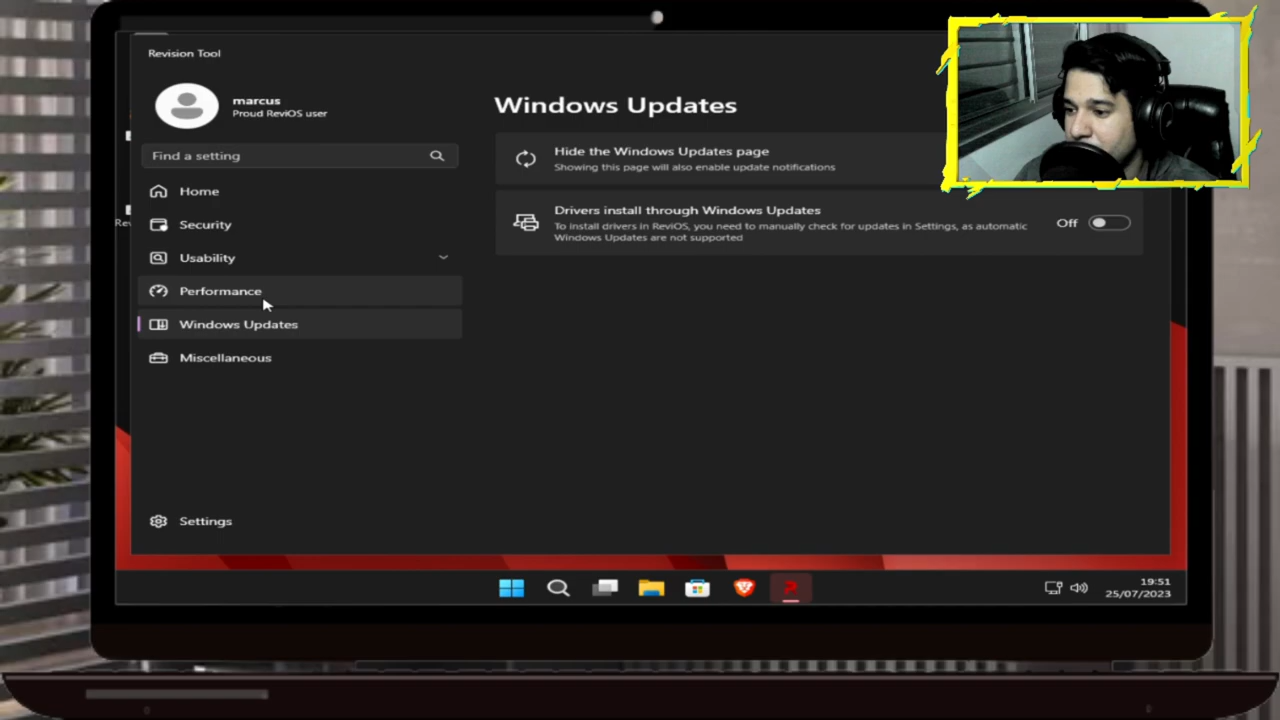 Revision Tool
marcus
Proud ReviOS user
Find a setting
Home
Security
Usability
Performance
Windows Updates
Miscellaneous
Settings
Windows Updates
Hide the Windows Updates page
Showing this page will also enable update notifications
Drivers install through Windows Updates
To install drivers in ReviOS, you need to manually check for updates in Settings, as automatic
Windows Updates are not supported
Off
19:51
25/07/2023